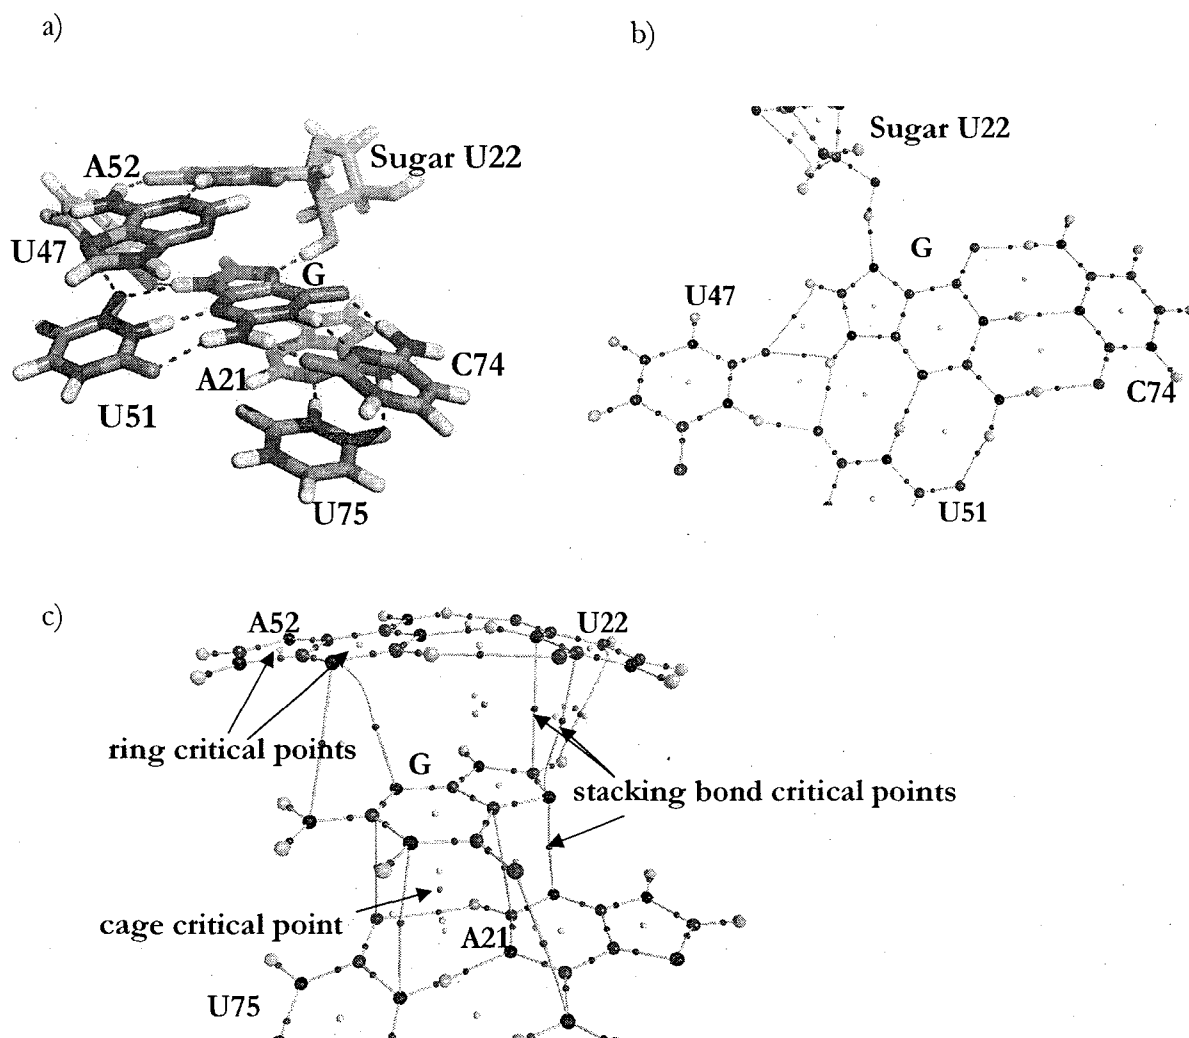 a)
A52
Sugar U22
U47
G
A21
C74
U51
U75
b)
Sugar U22
G
U47
C74
U51
c)
A52
U22
ring critical points
G
stacking bond critical points
cage critical point
A21
U75